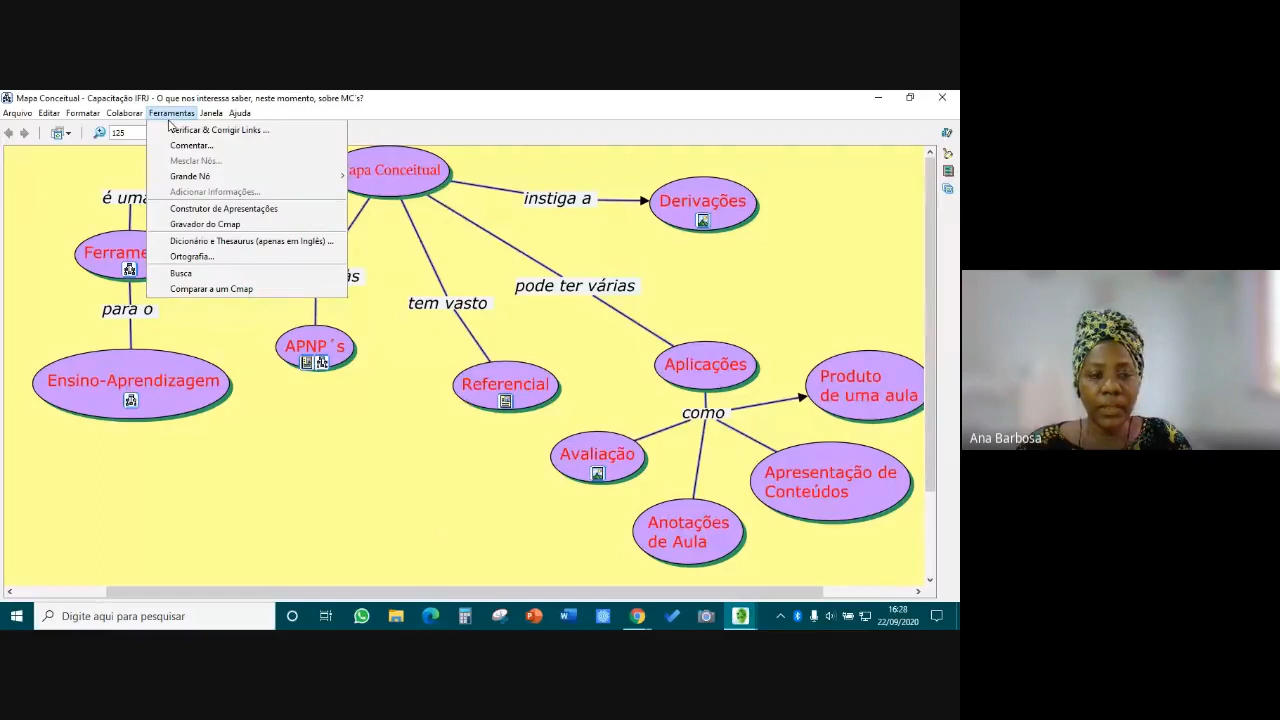 Mapa Conceitual - Capacitação IFRJ - O que nos interessa saber, neste momento, sobre MC's?
Arquivo Editar Formatar Colaborar Ferramentas Janela Ajuda
125
Verificar & Corrigir Links ...
Comentar...
Mesclar Nós...
Grande Nó
Adicionar Informações...
Construtor de Apresentações
Gravador do Cmap
Dicionário e Thesaurus (apenas em Inglês) ...
Ortografia...
Busca
Comparar a um Cmap
apa Conceitual
é uma
instiga a
Derivações
Ferrame
ás
pode ter várias
para o
tem vasto
APNP´s
Aplicações
Ensino-Aprendizagem
Referencial
Produto
de uma aula
como
Avaliação
Apresentação de
Conteúdos
Anotações
de Aula
Ana Barbosa
Digite aqui para pesquisar
16:28
22/09/2020